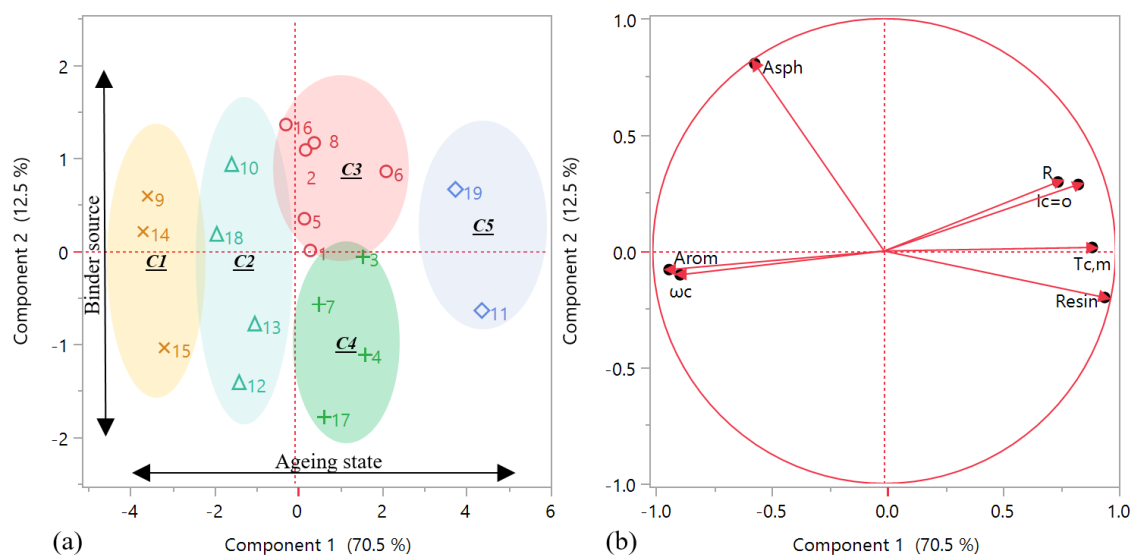 2
1
0
-1
-2
Component 2 (12.5 %)
Binder source
16
8
2
C3
6
10
9
5
19
18
14
C1
C2
C5
1
3
7
11
13
C4
4
15
12
17
Ageing state
-4
-2
0
2
4
6
(a)
Component 1 (70.5 %)
1.0
0.5
0.0
-0.5
-1.0
Component 2 (12.5 %)
Asph
R
Ic=o
Arom
Tc,m
ωc
Resin
-1.0
-0.5
0.0
0.5
1.0
(b)
Component 1 (70.5 %)